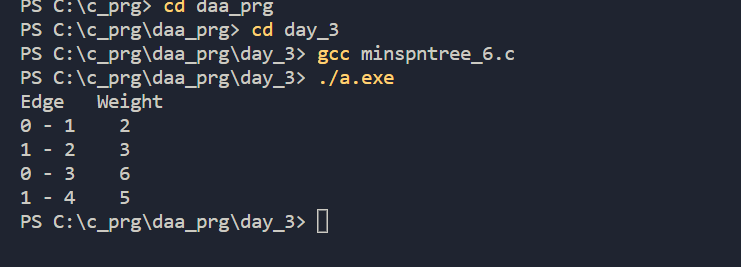 PS C:\c_prg> cd daa_prg
PS C:\c_prg\daa_prg> cd day_3
PS C:\c_prg\daa_prg\day_3> gcc minspntree_6.c
PS C:\c_prg\daa_prg\day_3> ./a.exe
Edge   Weight
0 - 1    2
1 - 2    3
0 - 3    6
1 - 4    5
PS C:\c_prg\daa_prg\day_3>